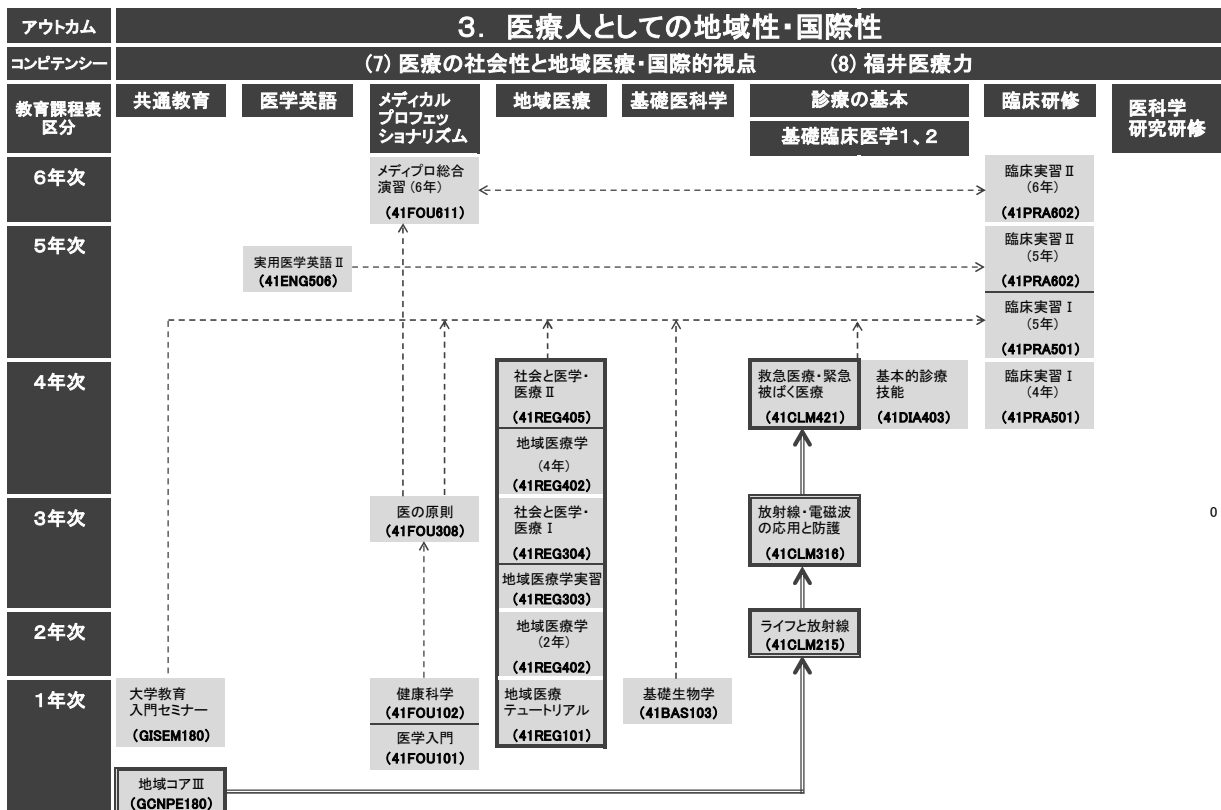 アウトカム
3. 医療人としての地域性・国際性
コンピテンシー
(7) 医療の社会性と地域医療・国際的視点 (8) 福井医療力
教育課程表
区分
共通教育
医学英語
メディカル
プロフェッ
ショナリズム
地域医療
基礎医科学
診療の基本
基礎臨床医学1、2
臨床研修
医科学
研究研修
6年次
メディプロ総合
演習(6年)
(41FOU611)
臨床実習Ⅱ
(6年)
(41PRA602)
5年次
実用医学英語Ⅱ
(41ENG506)
臨床実習Ⅱ
(5年)
(41PRA602)
臨床実習Ⅰ
(5年)
(41PRA501)
4年次
社会と医学・
医療Ⅱ
(41REG405)
地域医療学
(4年)
(41REG402)
救急医療・緊急
被ばく医療
(41CLM421)
基本的診療
技能
(41DIA403)
臨床実習Ⅰ
(4年)
(41PRA501)
3年次
医の原則
(41FOU308)
社会と医学・
医療Ⅰ
(41REG304)
地域医療学実習
(41REG303)
放射線・電磁波
の応用と防護
(41CLM316)
0
2年次
地域医療学
(2年)
(41REG402)
ライフと放射線
(41CLM215)
1年次
大学教育
入門セミナー
(GISEM180)
健康科学
(41FOU102)
医学入門
(41FOU101)
地域医療
テュートリアル
(41REG101)
基礎生物学
(41BAS103)
地域コアⅢ
(GCNPE180)